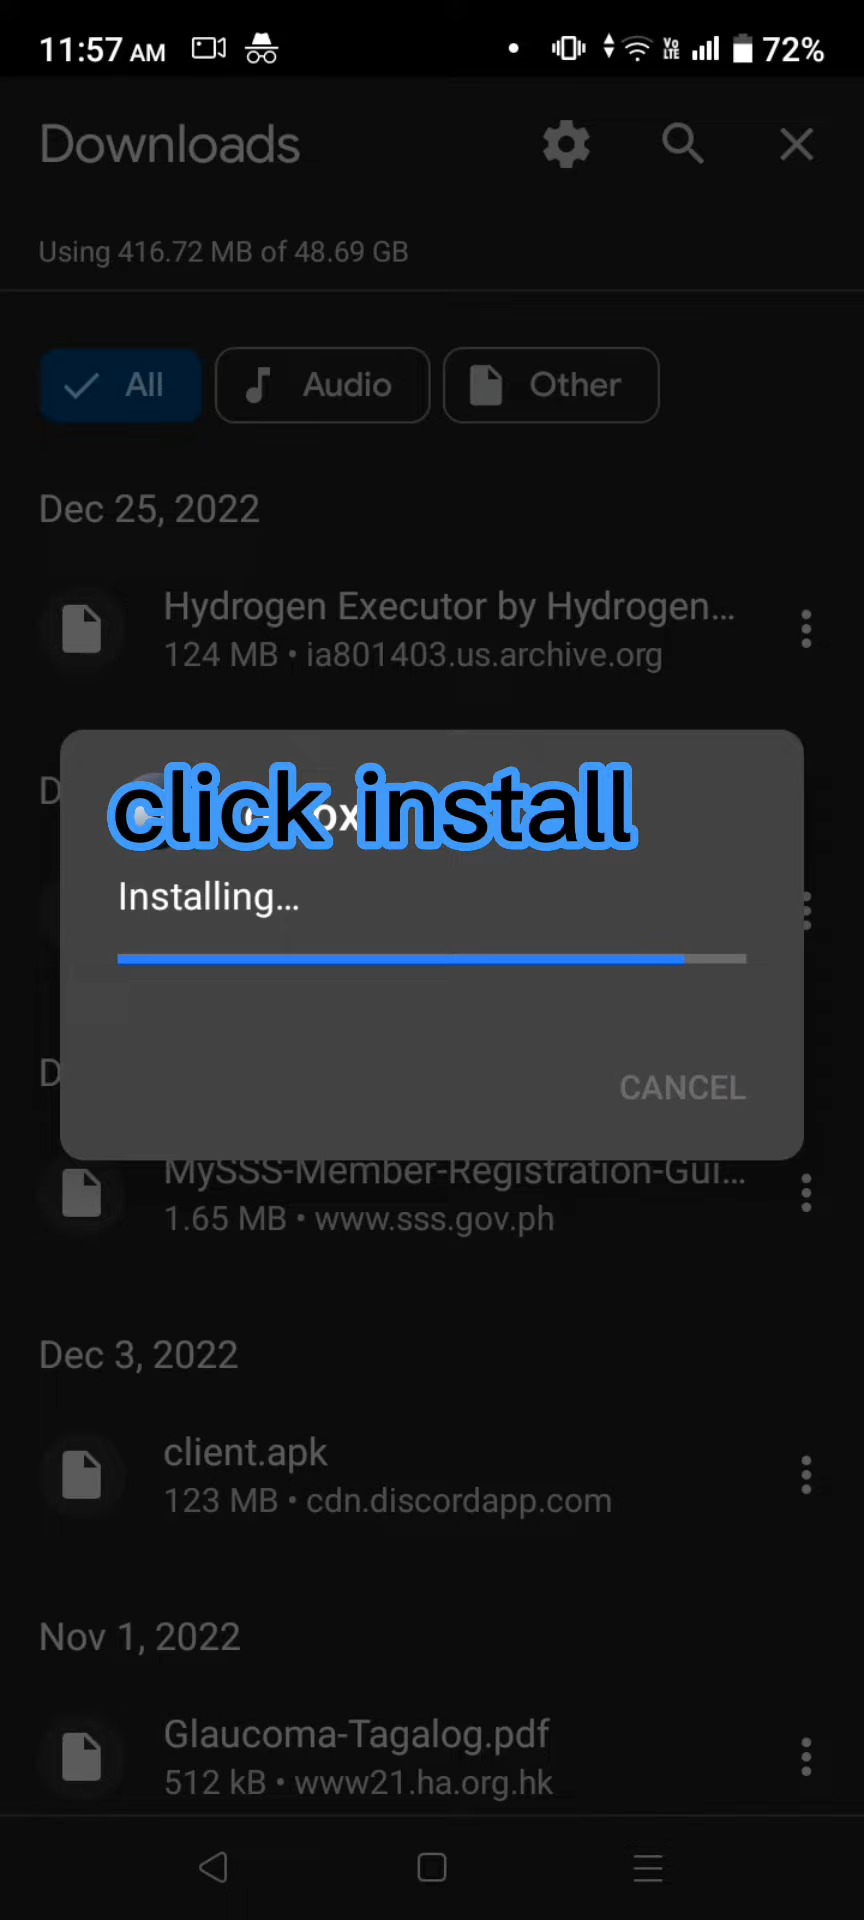 11:57 AM
Vo LTE
72%
Downloads
Using 416.72 MB of 48.69 GB
All
Audio
Other
Dec 25, 2022
Hydrogen Executor by Hydrogen...
124 MB • ia801403.us.archive.org
click install
Installing...
CANCEL
MySSS-Member-Registration-Gui...
1.65 MB • www.sss.gov.ph
Dec 3, 2022
client.apk
123 MB • cdn.discordapp.com
Nov 1, 2022
Glaucoma-Tagalog.pdf
512 kB • www21.ha.org.hk